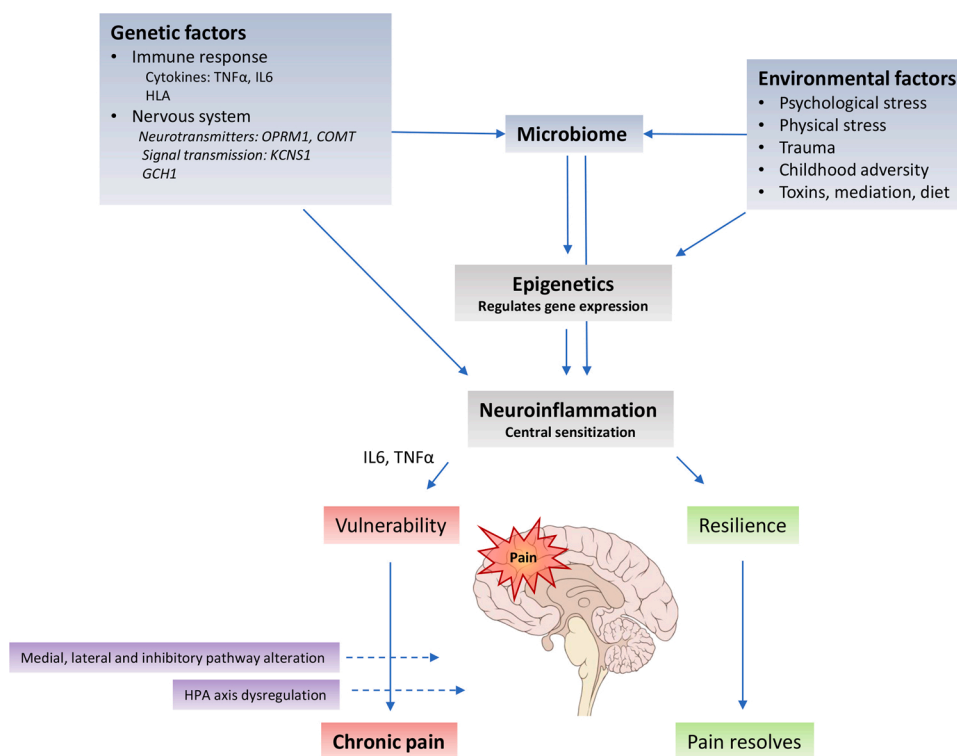 Genetic factors
• Immune response
Cytokines: TNFα, IL6
HLA
• Nervous system
Neurotransmitters: OPRM1, COMT
Signal transmission: KCNS1
GCH1
Environmental factors
• Psychological stress
• Physical stress
• Trauma
• Childhood adversity
• Toxins, mediation, diet
Microbiome
Epigenetics
Regulates gene expression
Neuroinflammation
Central sensitization
IL6, TNFα
Vulnerability
Resilience
Pain
Medial, lateral and inhibitory pathway alteration
HPA axis dysregulation
Chronic pain
Pain resolves